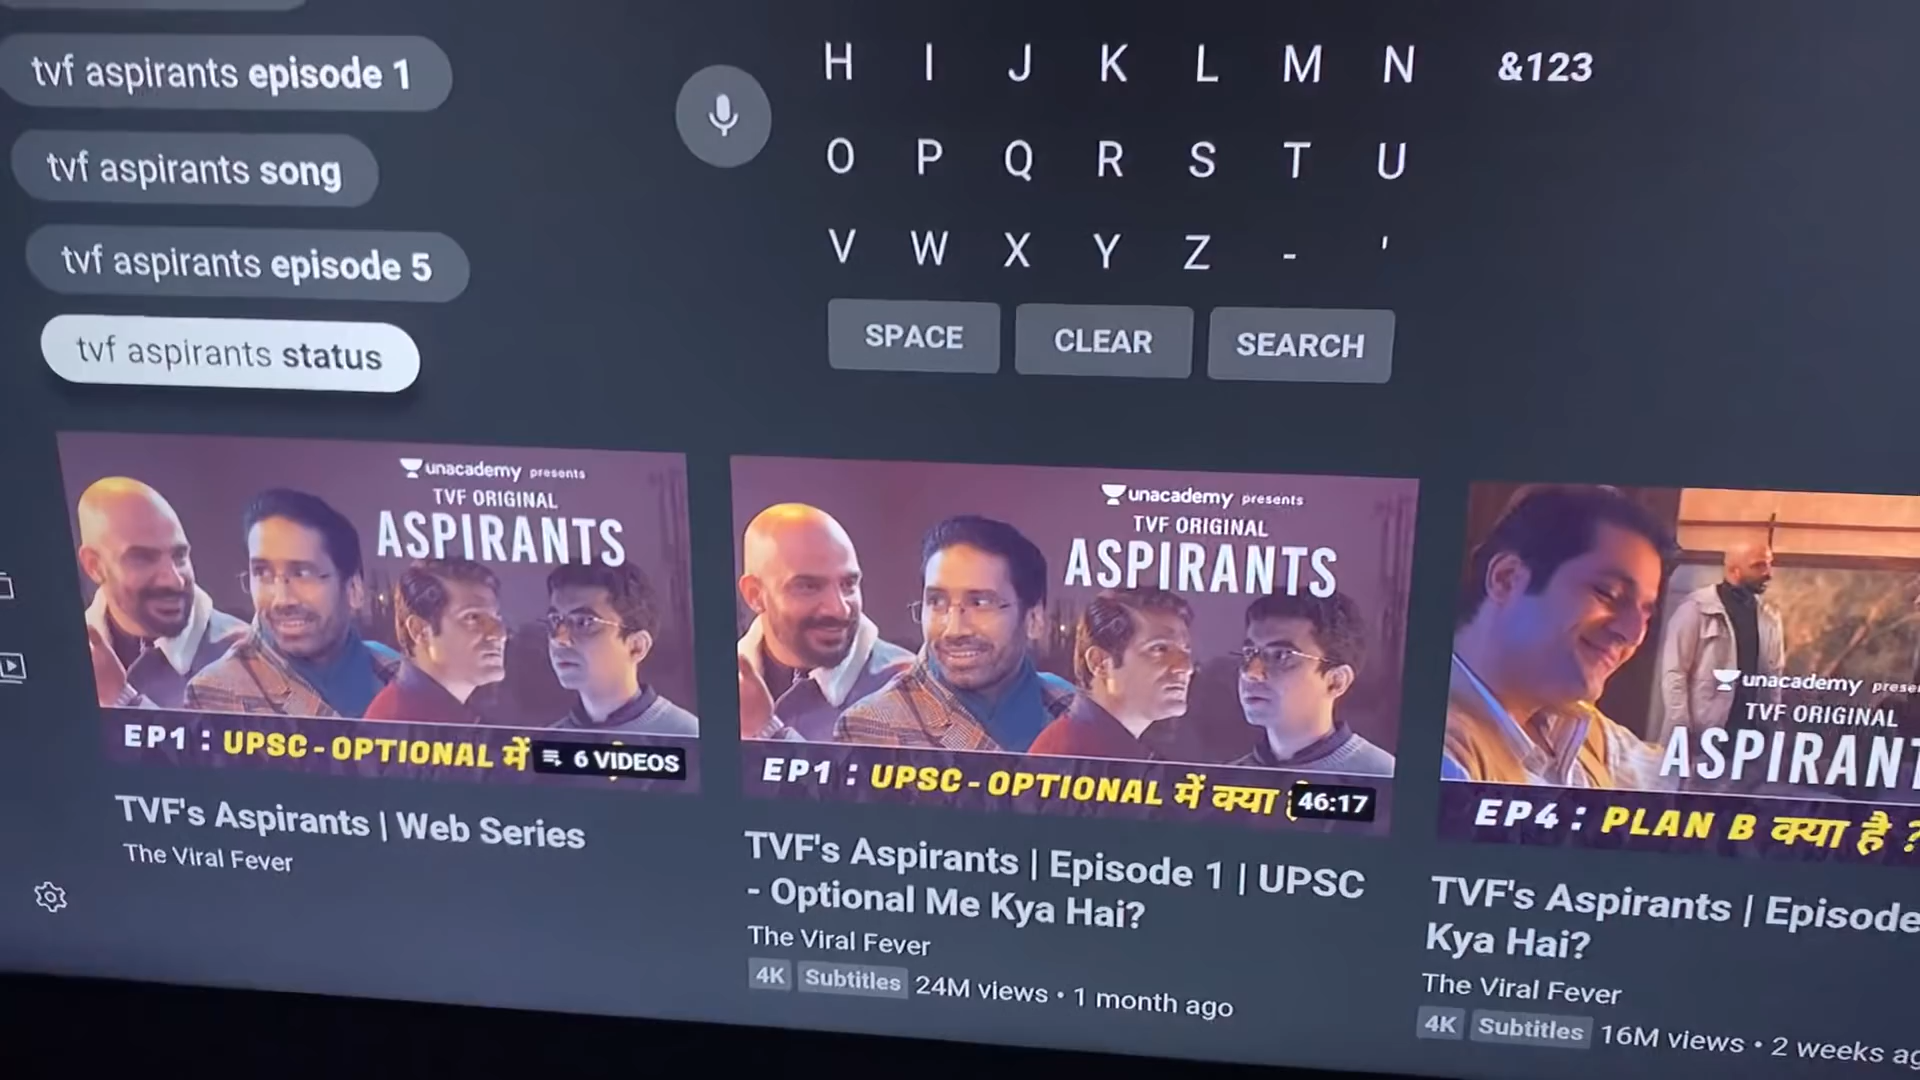 tvf aspirants episode 1
tvf aspirants song
tvf aspirants episode 5
tvf aspirants status
H I J K L M N &123
O P Q R S T U
V W X Y Z - '
SPACE CLEAR SEARCH
unacademy presents
TVF ORIGINAL
ASPIRANTS
EP1 : UPSC - OPTIONAL में
6 VIDEOS
TVF's Aspirants | Web Series
The Viral Fever
unacademy presents
TVF ORIGINAL
ASPIRANTS
EP1 : UPSC - OPTIONAL में क्या
46:17
TVF's Aspirants | Episode 1 | UPSC
- Optional Me Kya Hai?
The Viral Fever
4K Subtitles 24M views • 1 month ago
unacademy
TVF ORIGINAL
EP4 : PLAN B क्या है ?
TVF's Aspirants | Episode
Kya Hai?
The Viral Fever
4K Subtitles 16M views • 2 weeks